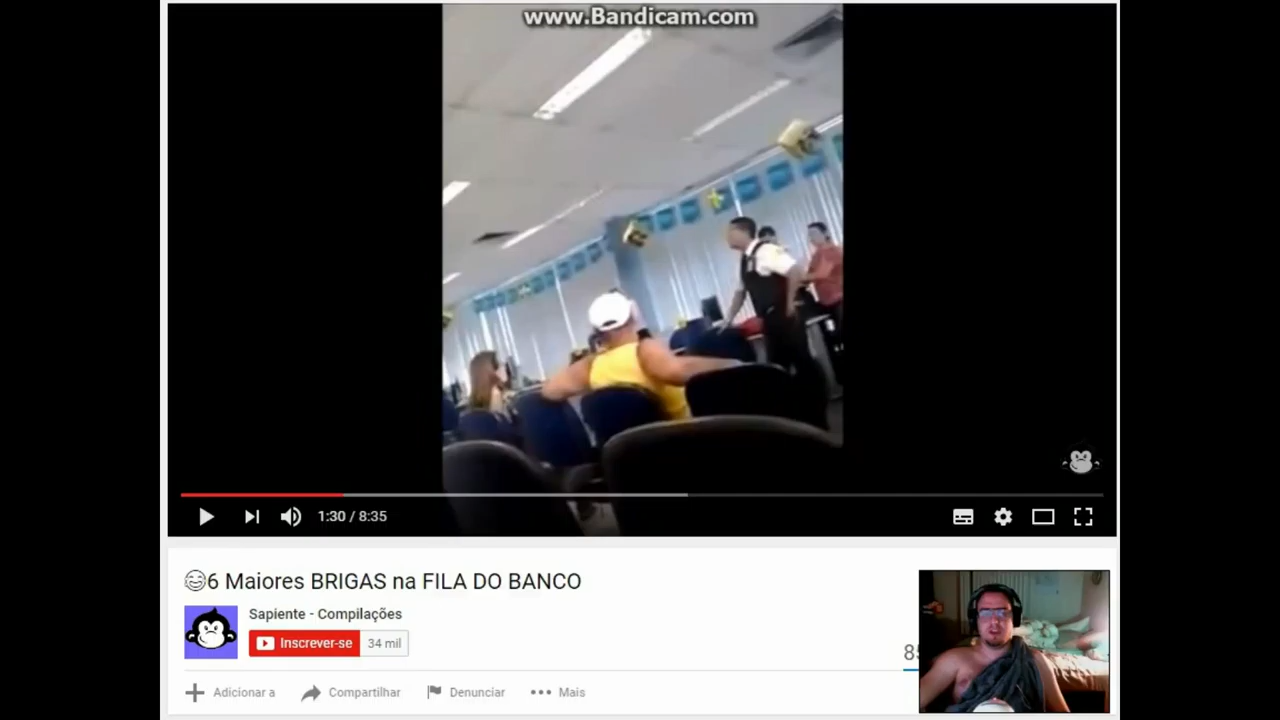 www.Bandicam.com
1:30 / 8:35
😂6 Maiores BRIGAS na FILA DO BANCO
Sapiente - Compilações
Inscrever-se 34 mil
Adicionar a Compartilhar Denunciar Mais